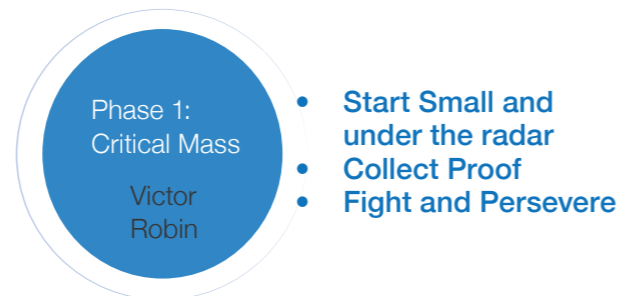 Phase 1:
Critical Mass
Victor
Robin
• Start Small and
under the radar
• Collect Proof
• Fight and Persevere